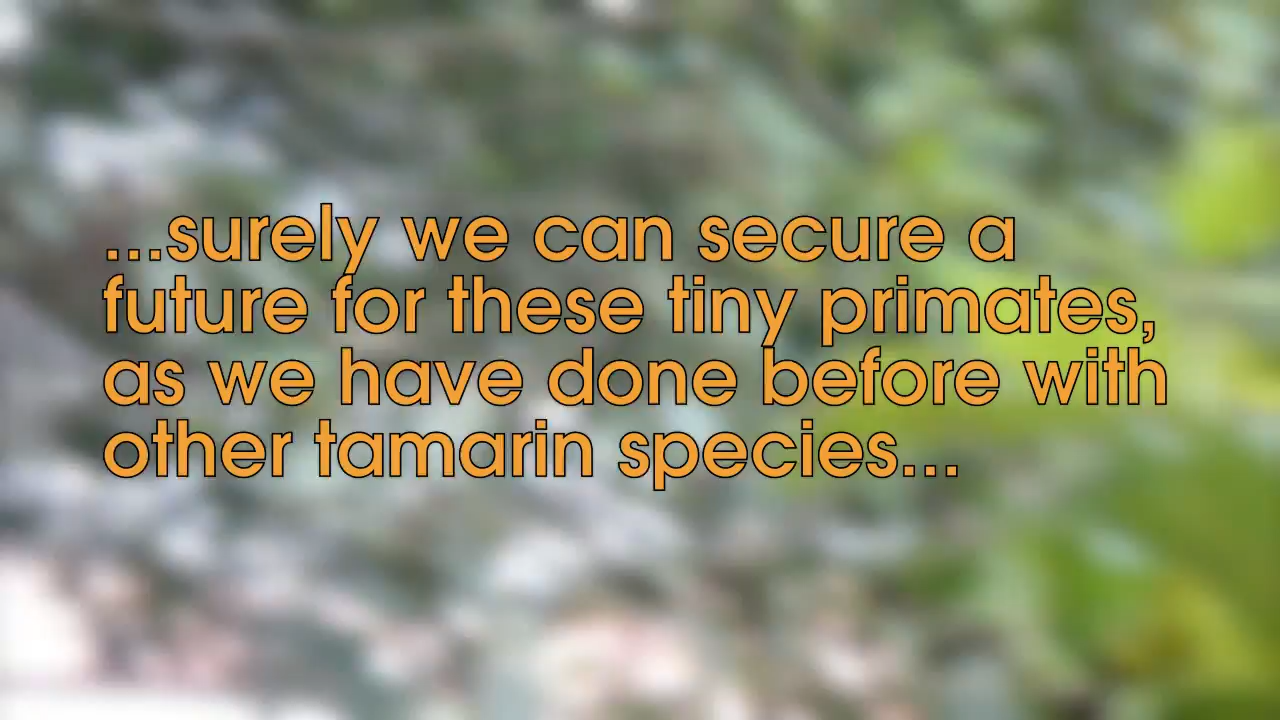 ...surely we can secure a
future for these tiny primates,
as we have done before with
other tamarin species...